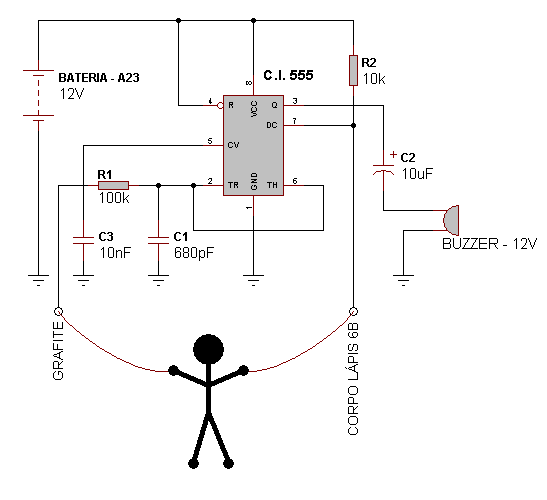 C.I. 555
R2
10k
BATERIA - A23
12V
8
4
R
VCC
Q
3
DC
7
5
CV
C2
10uF
+
R1
100k
2
TR
GND
TH
6
1
C3
10nF
C1
680pF
BUZZER - 12V
GRAFITE
CORPO LÁPIS 6B